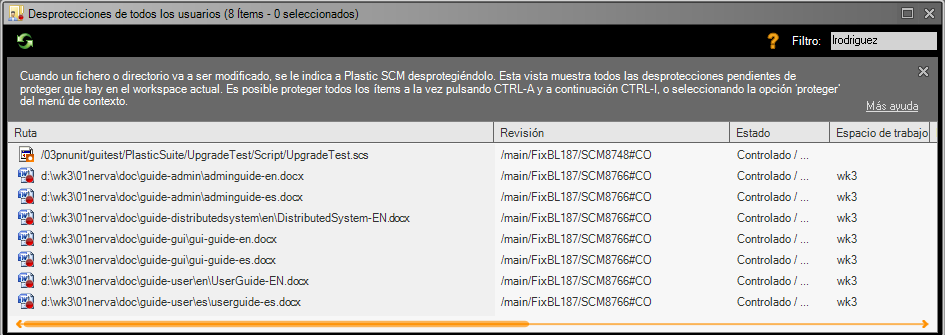 Desprotecciones de todos los usuarios (8 Ítems - 0 seleccionados)
? Filtro: lrodriguez
Cuando un fichero o directorio va a ser modificado, se le indica a Plastic SCM desprotegiéndolo. Esta vista muestra todos las desprotecciones pendientes de
proteger que hay en el workspace actual. Es posible proteger todos los ítems a la vez pulsando CTRL-A y a continuación CTRL-I, o seleccionando la opción 'proteger'
del menú de contexto.
Más ayuda
Ruta Revisión Estado Espacio de trabajo
/03pnunit/guitest/PlasticSuite/UpgradeTest/Script/UpgradeTest.scs /main/FixBL187/SCM8748#CO Controlado / ...
d:\wk3\01nerva\doc\guide-admin\adminguide-en.docx /main/FixBL187/SCM8766#CO Controlado / ... wk3
d:\wk3\01nerva\doc\guide-admin\adminguide-es.docx /main/FixBL187/SCM8766#CO Controlado / ... wk3
d:\wk3\01nerva\doc\guide-distributedsystem\en\DistributedSystem-EN.docx /main/FixBL187/SCM8766#CO Controlado / ... wk3
d:\wk3\01nerva\doc\guide-gui\gui-guide-en.docx /main/FixBL187/SCM8766#CO Controlado / ... wk3
d:\wk3\01nerva\doc\guide-gui\gui-guide-es.docx /main/FixBL187/SCM8766#CO Controlado / ... wk3
d:\wk3\01nerva\doc\guide-user\en\UserGuide-EN.docx /main/FixBL187/SCM8766#CO Controlado / ... wk3
d:\wk3\01nerva\doc\guide-user\es\userguide-es.docx /main/FixBL187/SCM8766#CO Controlado / ... wk3